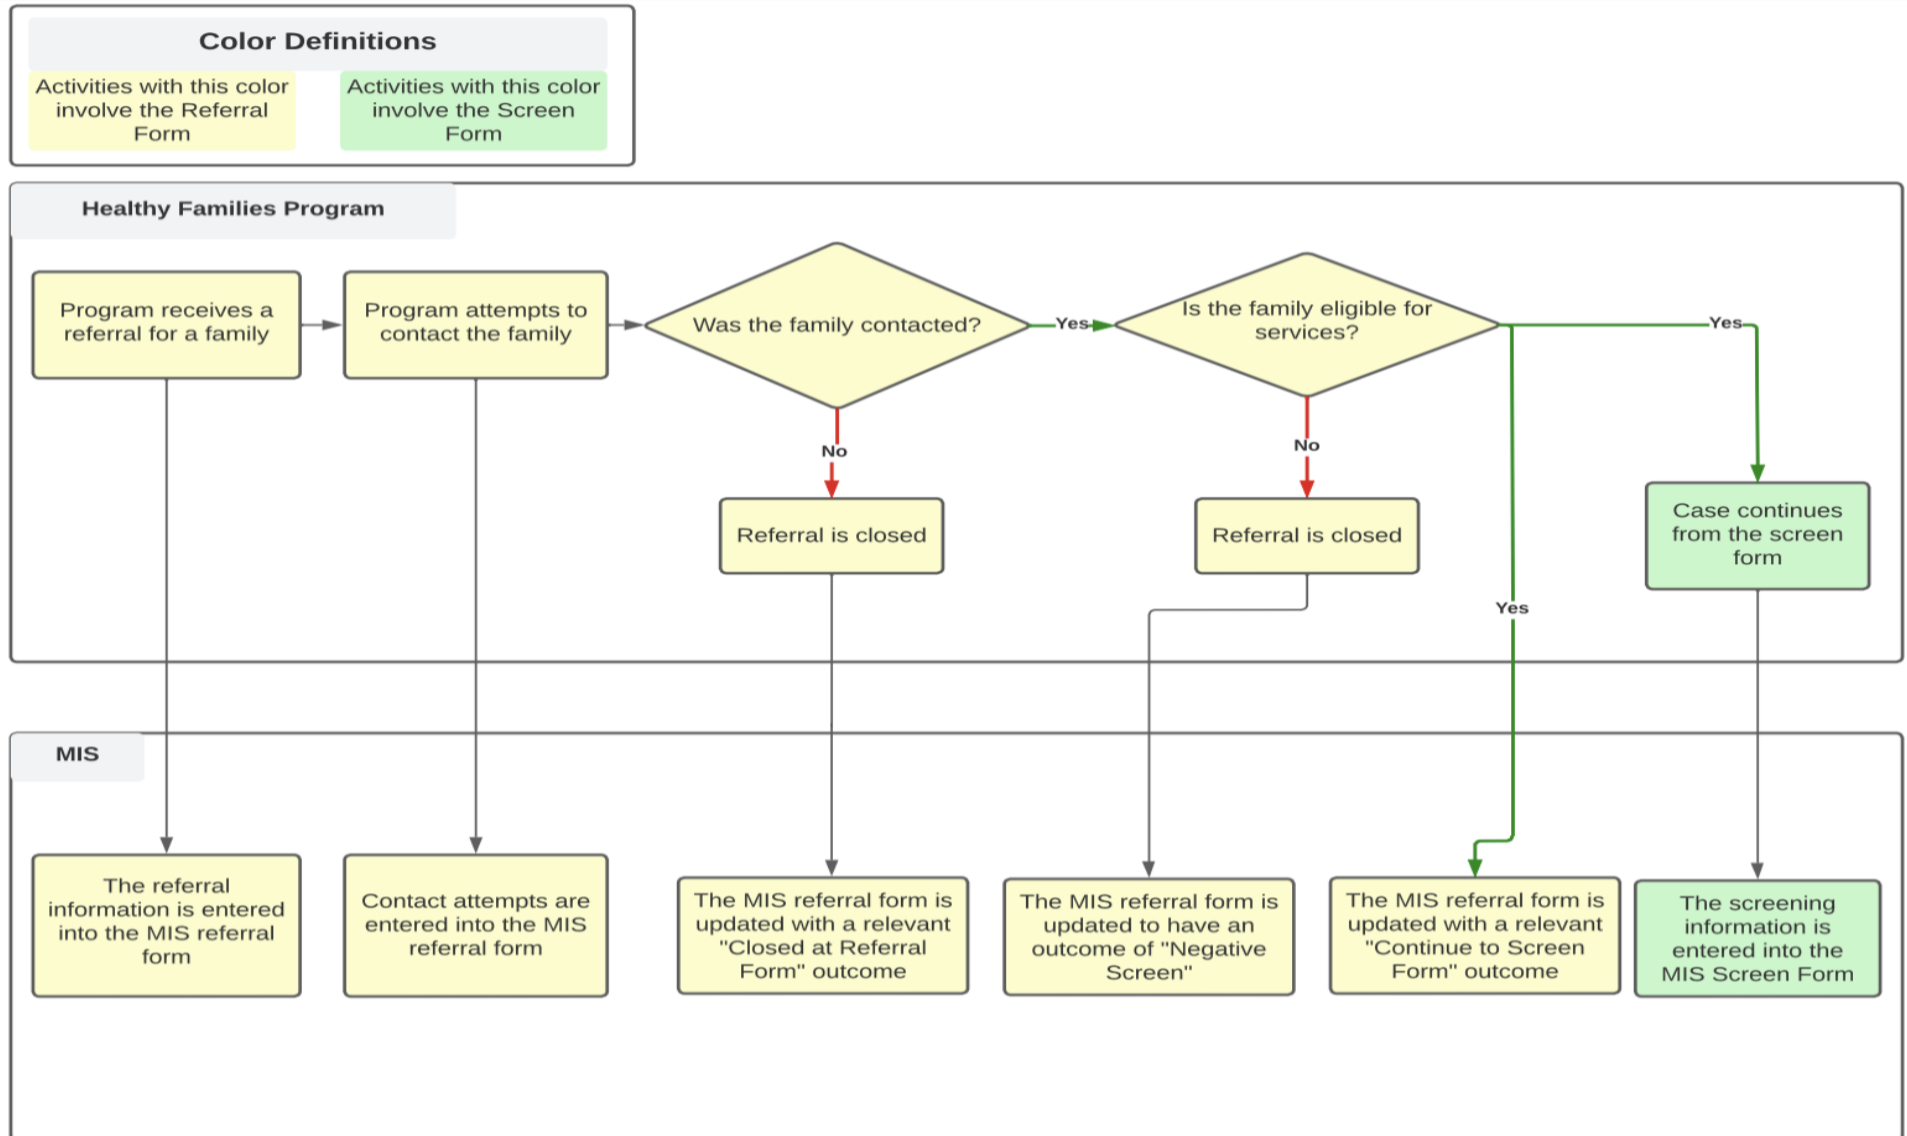 Color Definitions
Activities with this color
involve the Referral
Form
Activities with this color
involve the Screen
Form
Healthy Families Program
Program receives a
referral for a family
Program attempts to
contact the family
Was the family contacted?
Yes
Is the family eligible for
services?
Yes
No
No
Referral is closed
Referral is closed
Case continues
from the screen
form
Yes
MIS
The referral
information is entered
into the MIS referral
form
Contact attempts are
entered into the MIS
referral form
The MIS referral form is
updated with a relevant
"Closed at Referral
Form" outcome
The MIS referral form is
updated to have an
outcome of "Negative
Screen"
The MIS referral form is
updated with a relevant
"Continue to Screen
Form" outcome
The screening
information is
entered into the
MIS Screen Form